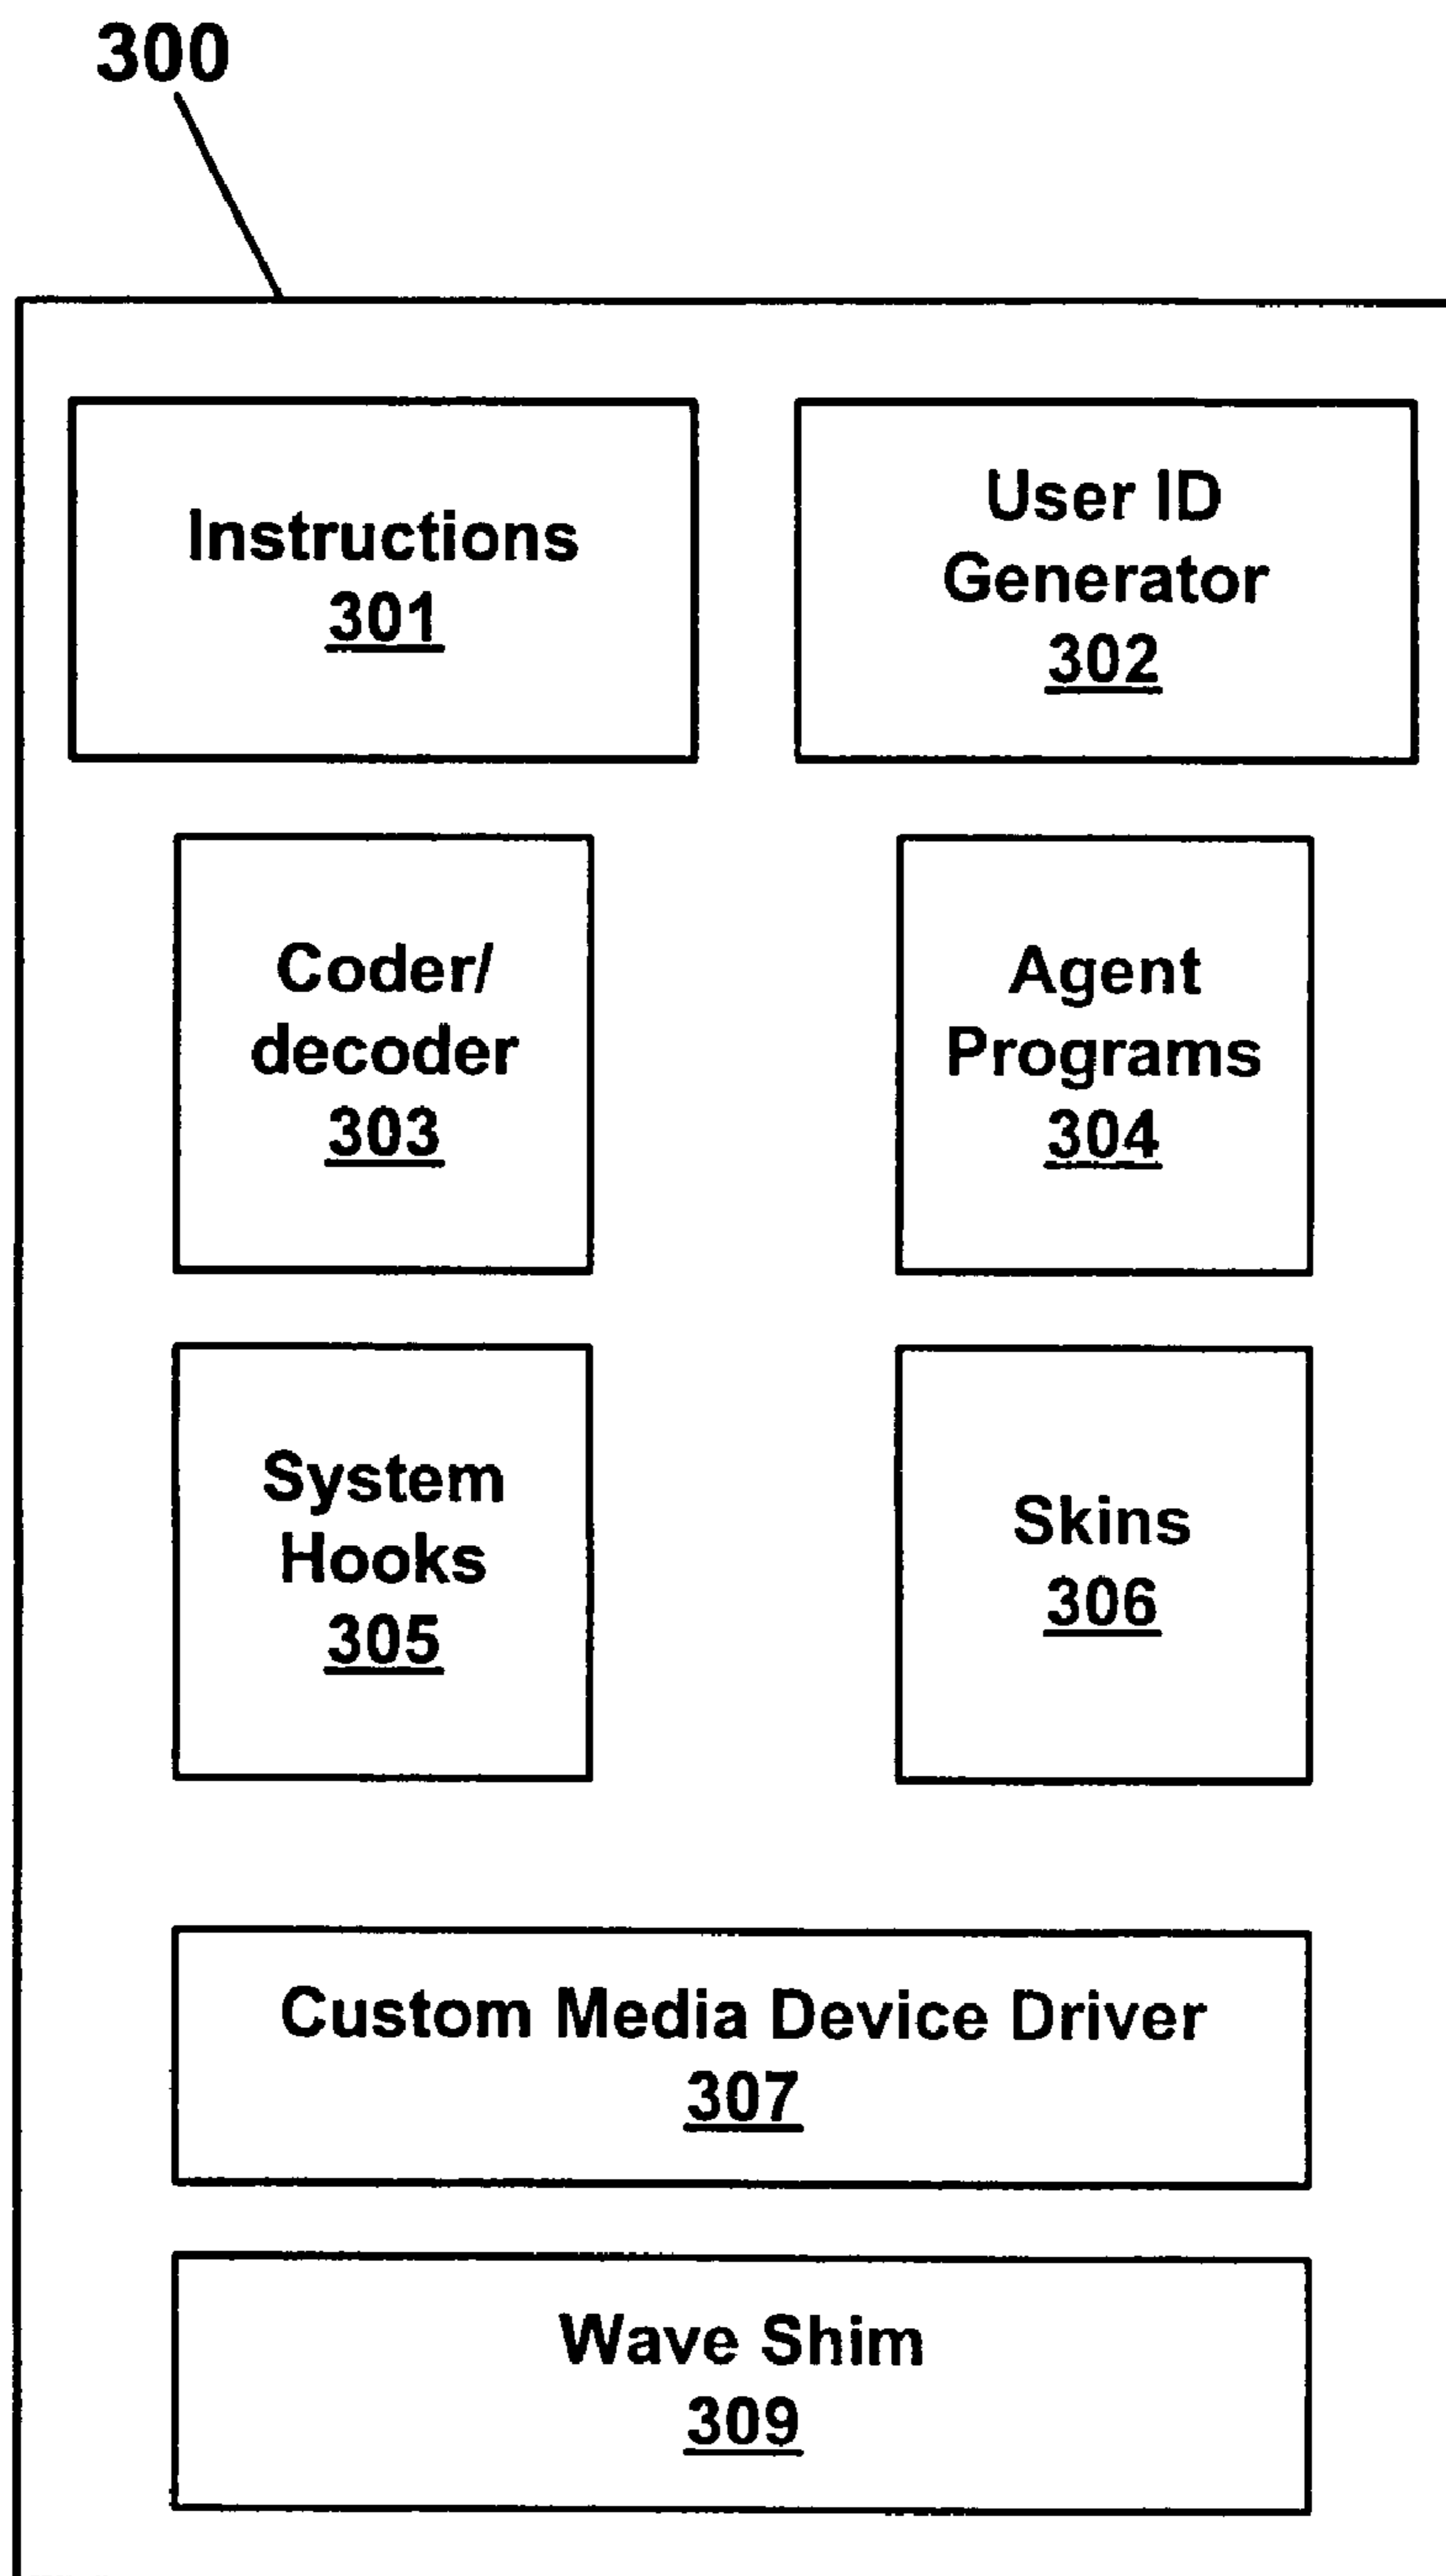 300
Instructions
301
User ID
Generator
302
Coder/
decoder
303
Agent
Programs
304
System
Hooks
305
Skins
306
Custom Media Device Driver
307
Wave Shim
309